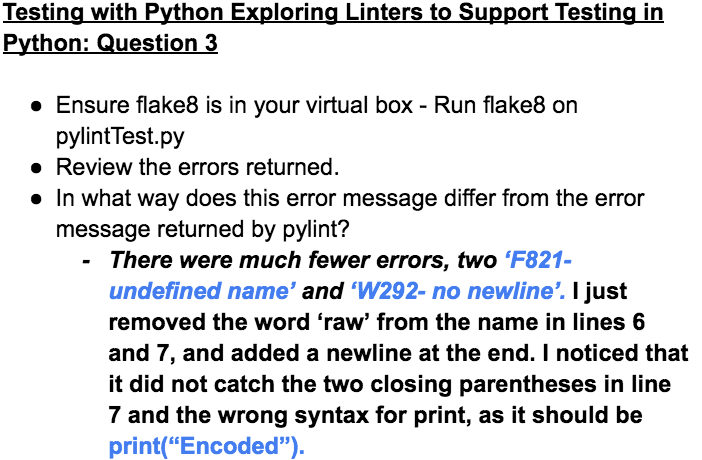 Testing with Python Exploring Linters to Support Testing in
Python: Question 3
● Ensure flake8 is in your virtual box - Run flake8 on
pylintTest.py
● Review the errors returned.
● In what way does this error message differ from the error
message returned by pylint?
- There were much fewer errors, two ‘F821-
undefined name’ and ‘W292- no newline’. I just
removed the word ‘raw’ from the name in lines 6
and 7, and added a newline at the end. I noticed that
it did not catch the two closing parentheses in line
7 and the wrong syntax for print, as it should be
print(“Encoded”).